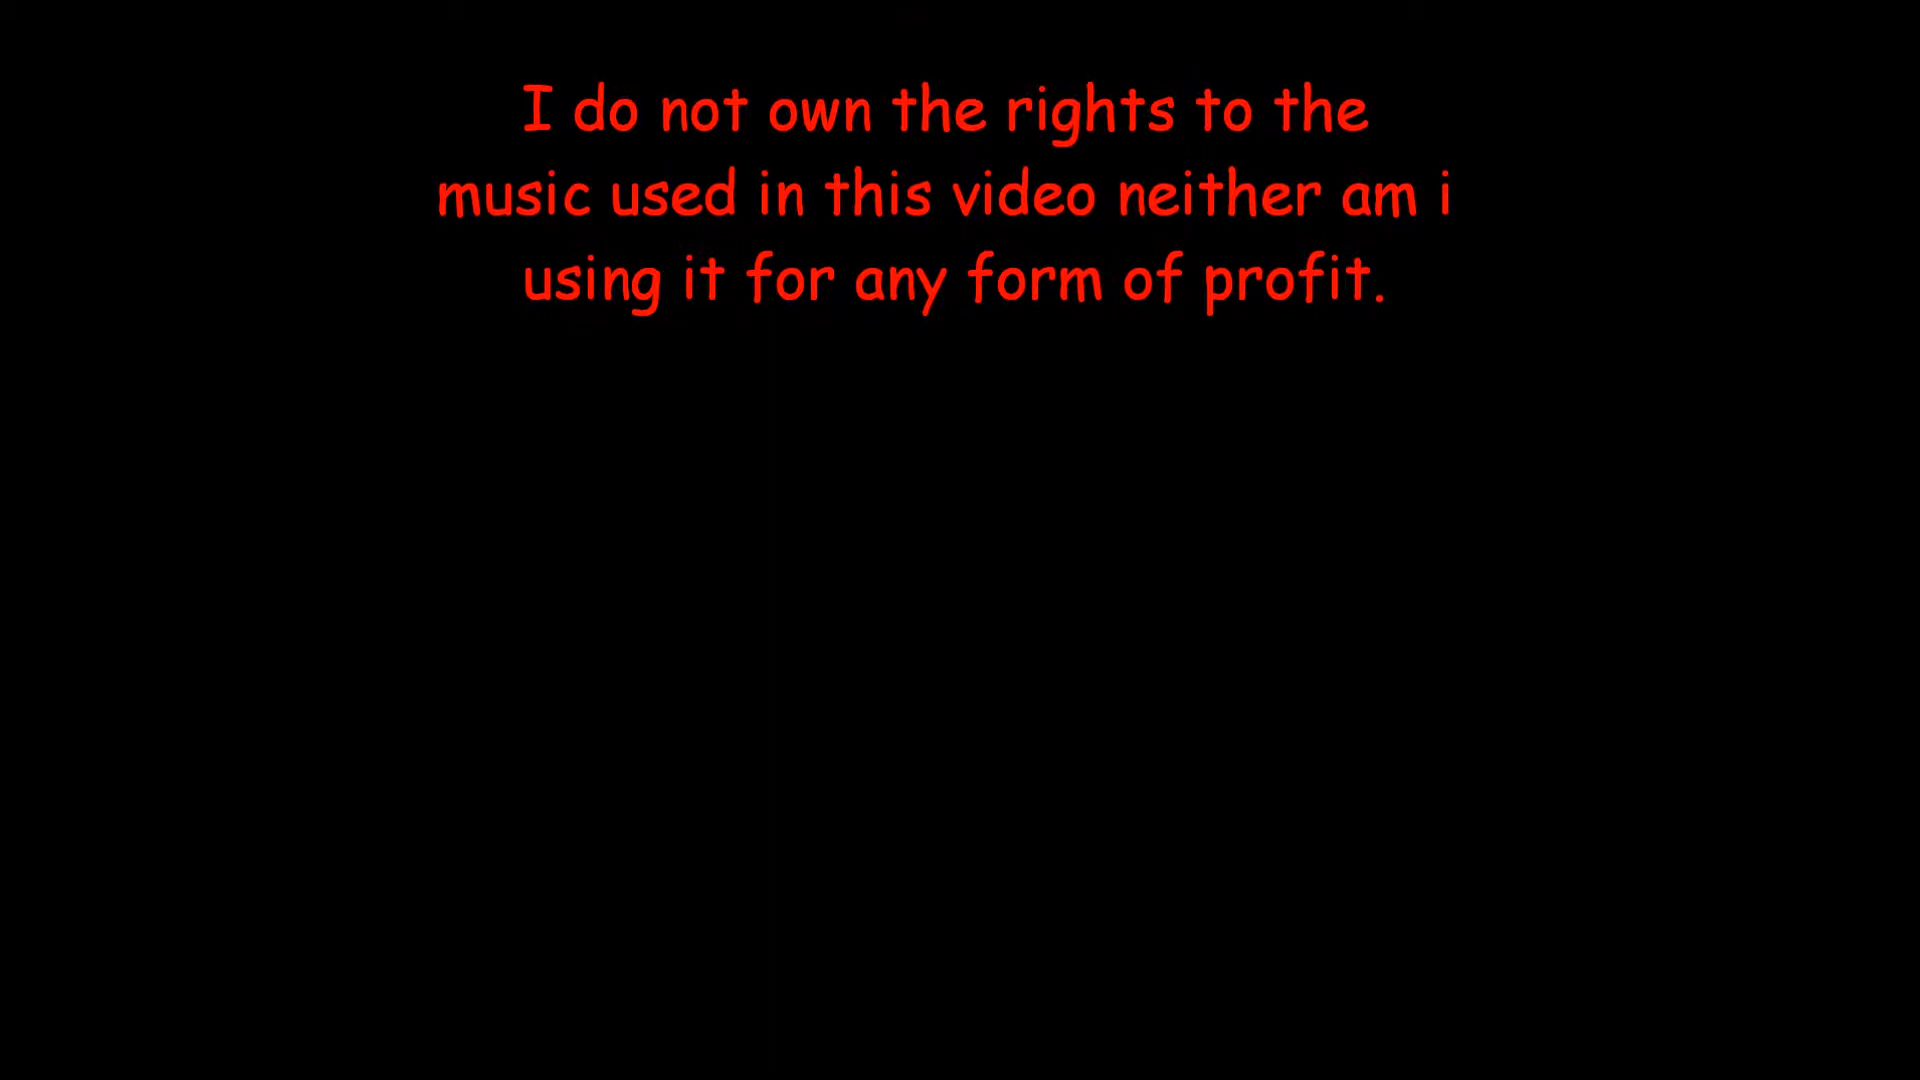 I do not own the rights to the
music used in this video neither am i
using it for any form of profit.